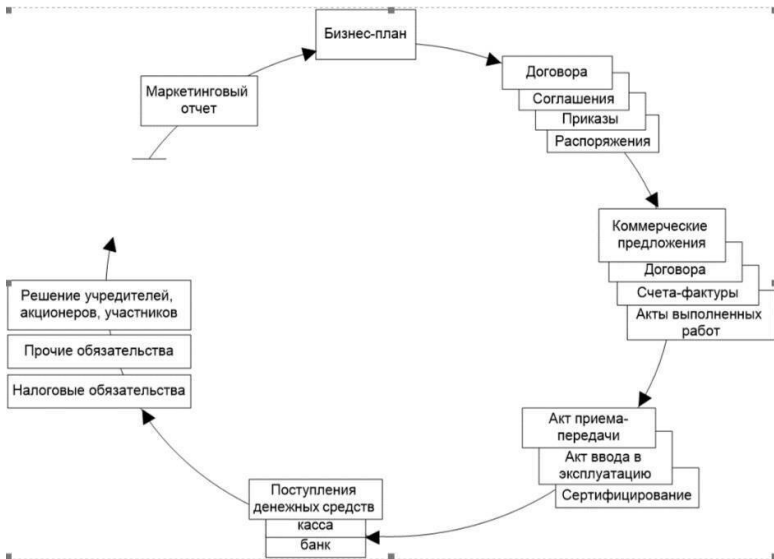 Бизнес-план
Договора
Соглашения
Приказы
Распоряжения
Коммерческие
предложения
Договора
Счета-фактуры
Акты выполненных
работ
Акт приема-
передачи
Акт ввода в
эксплуатацию
Сертифицирование
Поступления
денежных средств
касса
банк
Решение учредителей,
акционеров, участников
Прочие обязательства
Налоговые обязательства
Маркетинговый
отчет